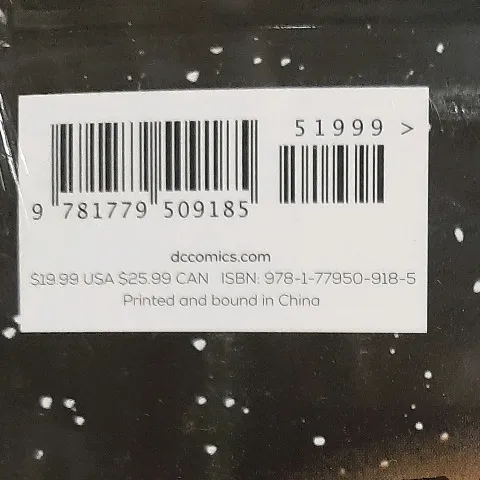 51999 >
9 781779 509185
dccomics.com
$19.99 USA $25.99 CAN ISBN: 978-1-77950-918-5
Printed and bound in China